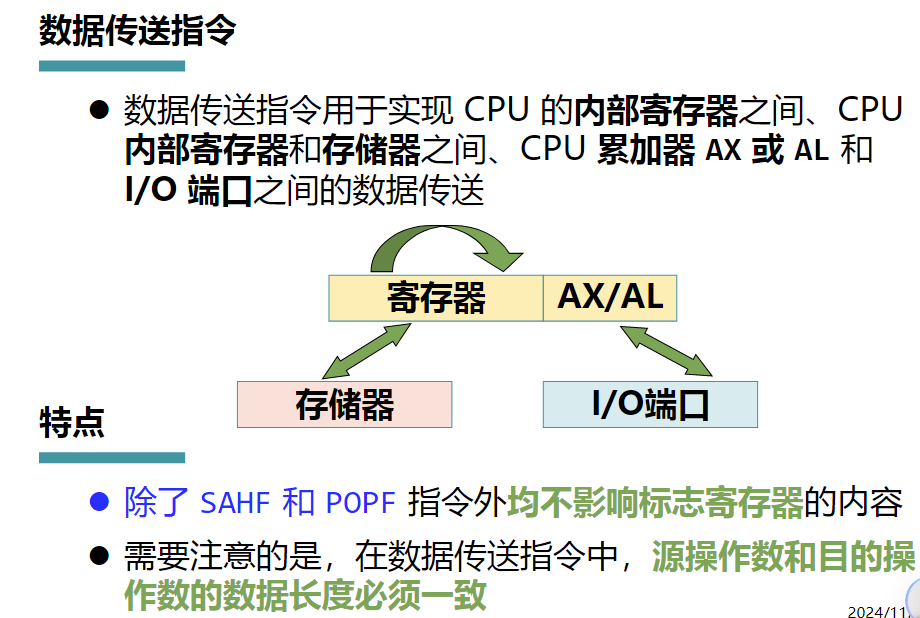 数据传送指令
● 数据传送指令用于实现 CPU 的内部寄存器之间、CPU
内部寄存器和存储器之间、CPU 累加器 AX 或 AL 和
I/O 端口之间的数据传送
寄存器 AX/AL
存储器 I/O端口
特点
● 除了 SAHF 和 POPF 指令外均不影响标志寄存器的内容
● 需要注意的是，在数据传送指令中，源操作数和目的操
作数的数据长度必须一致
2024/11/